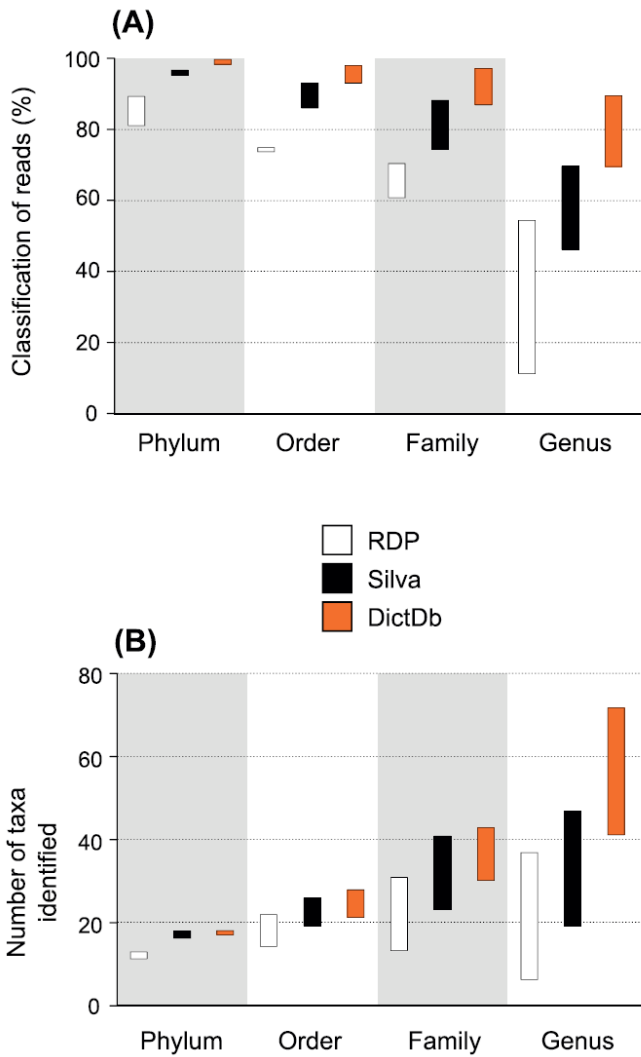 (A)
Classification of reads (%)
100
80
60
40
20
0
Phylum Order Family Genus
RDP
Silva
DictDb
(B)
Number of taxa
identified
80
60
40
20
0
Phylum Order Family Genus